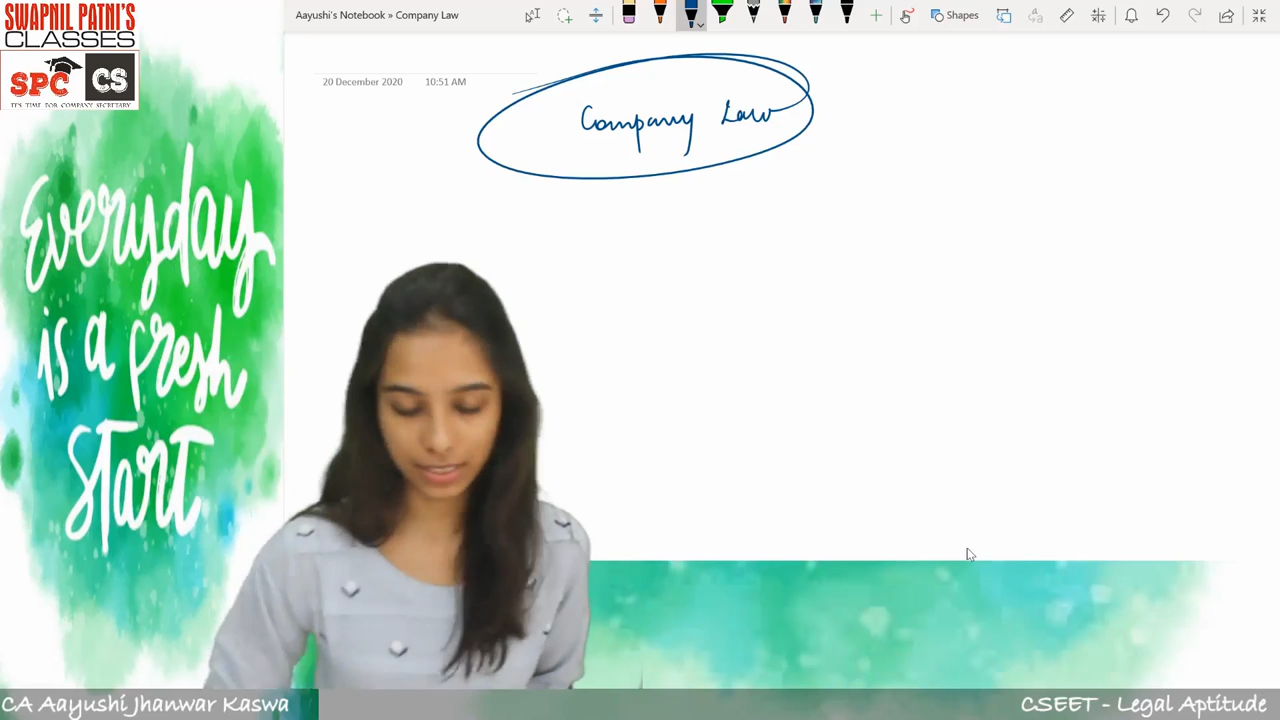 SWAPNIL PATNI'S
CLASSES
SPC CS
IT'S TIME FOR COMPANY SECRETARY
Aayushi's Notebook » Company Law
Shapes
20 December 2020 10:51 AM
Company Law
Everyday
is a fresh
start
CA Aayushi Jhanwar Kaswa
CSEET - Legal Aptitude